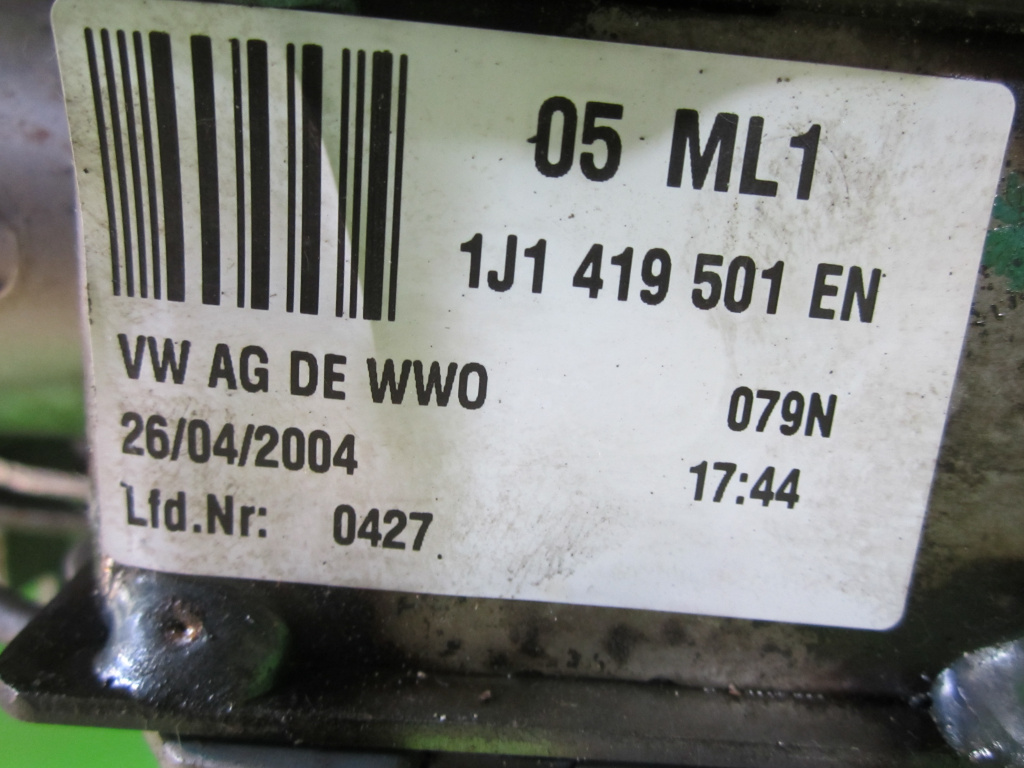 05 ML1
1J1 419 501 EN
VW AG DE WWO 079N
26/04/2004 17:44
Lfd.Nr: 0427